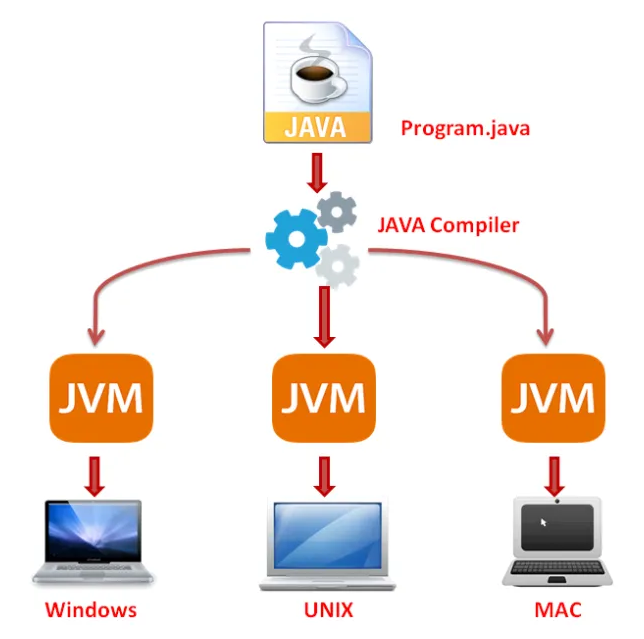 JAVA
Program.java
JAVA Compiler
JVM
JVM
JVM
Windows
UNIX
MAC